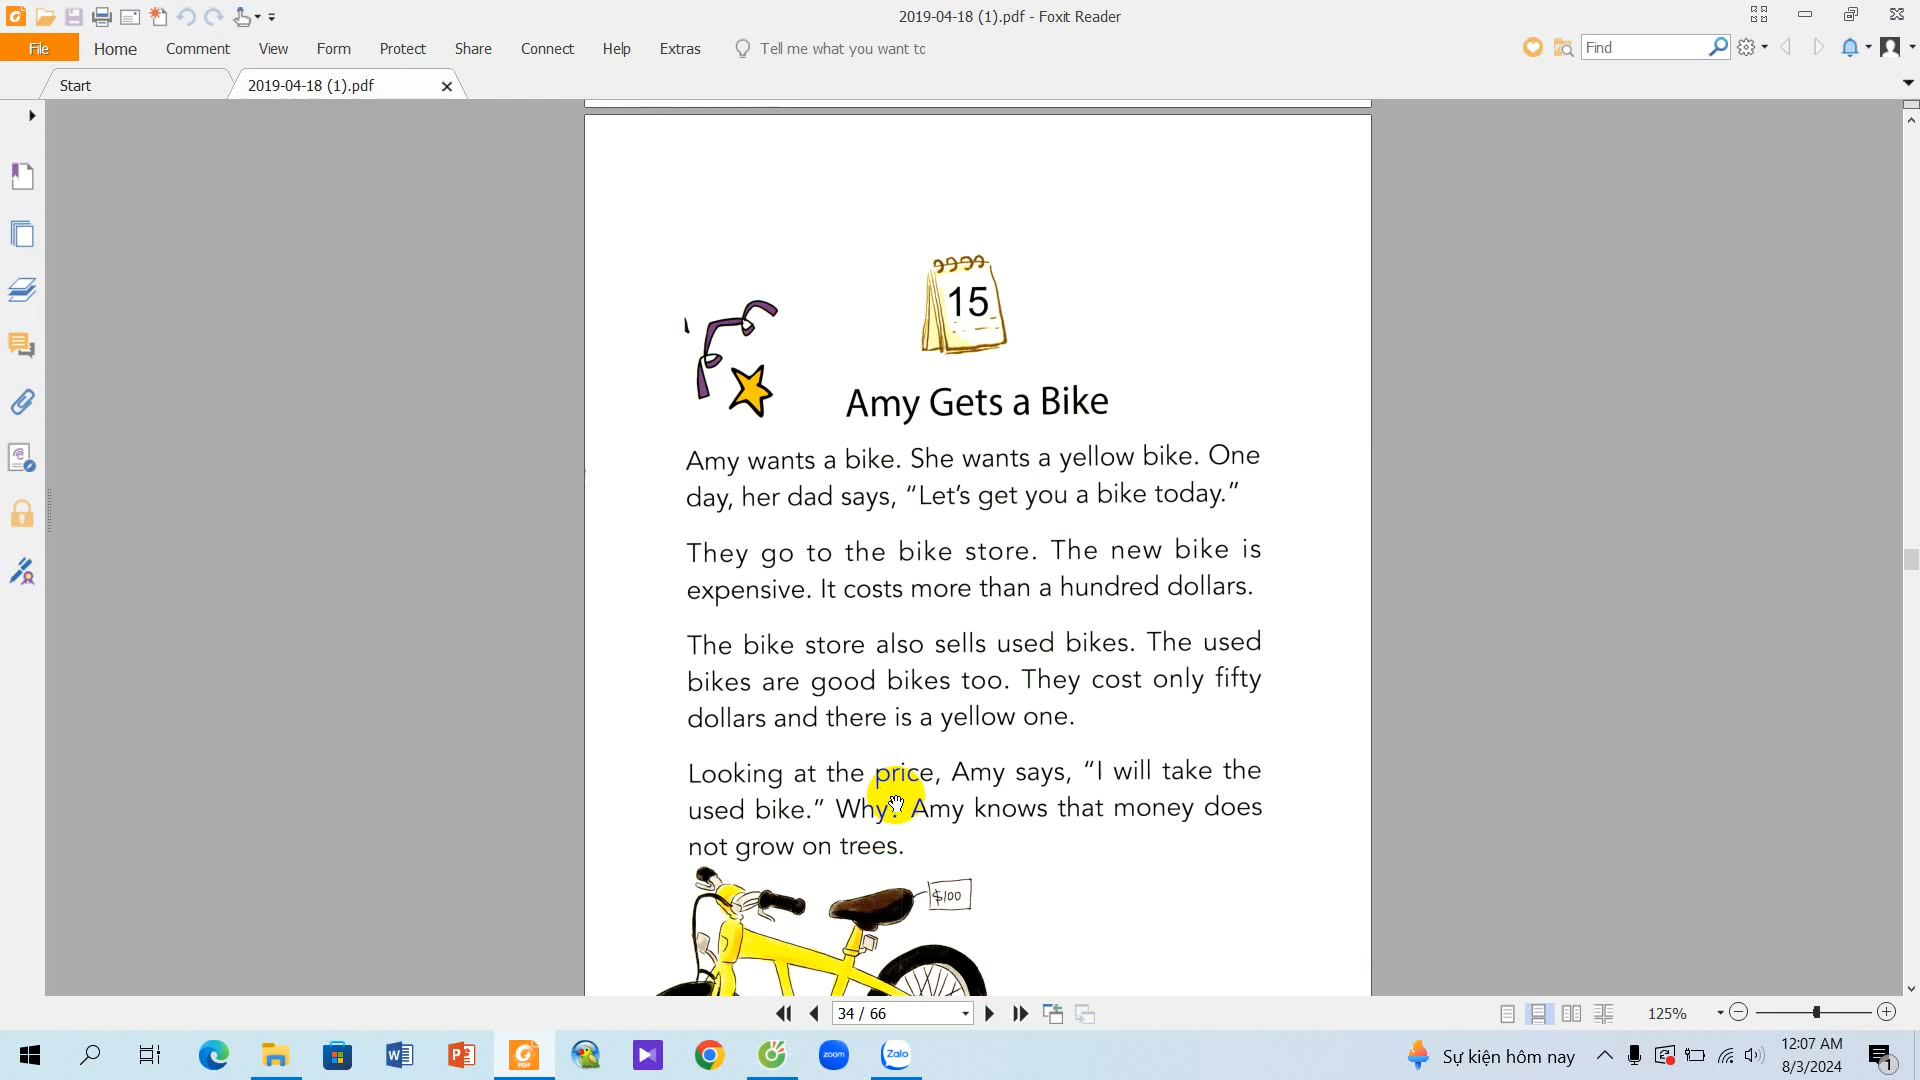 2019-04-18 (1).pdf - Foxit Reader
File Home Comment View Form Protect Share Connect Help Extras Tell me what you want to Find
Start 2019-04-18 (1).pdf
15
Amy Gets a Bike
Amy wants a bike. She wants a yellow bike. One
day, her dad says, “Let’s get you a bike today.”
They go to the bike store. The new bike is
expensive. It costs more than a hundred dollars.
The bike store also sells used bikes. The used
bikes are good bikes too. They cost only fifty
dollars and there is a yellow one.
Looking at the price, Amy says, “I will take the
used bike.” Why? Amy knows that money does
not grow on trees.
$100
34 / 66 125%
zoom Zalo Sự kiện hôm nay 12:07 AM
8/3/2024 1